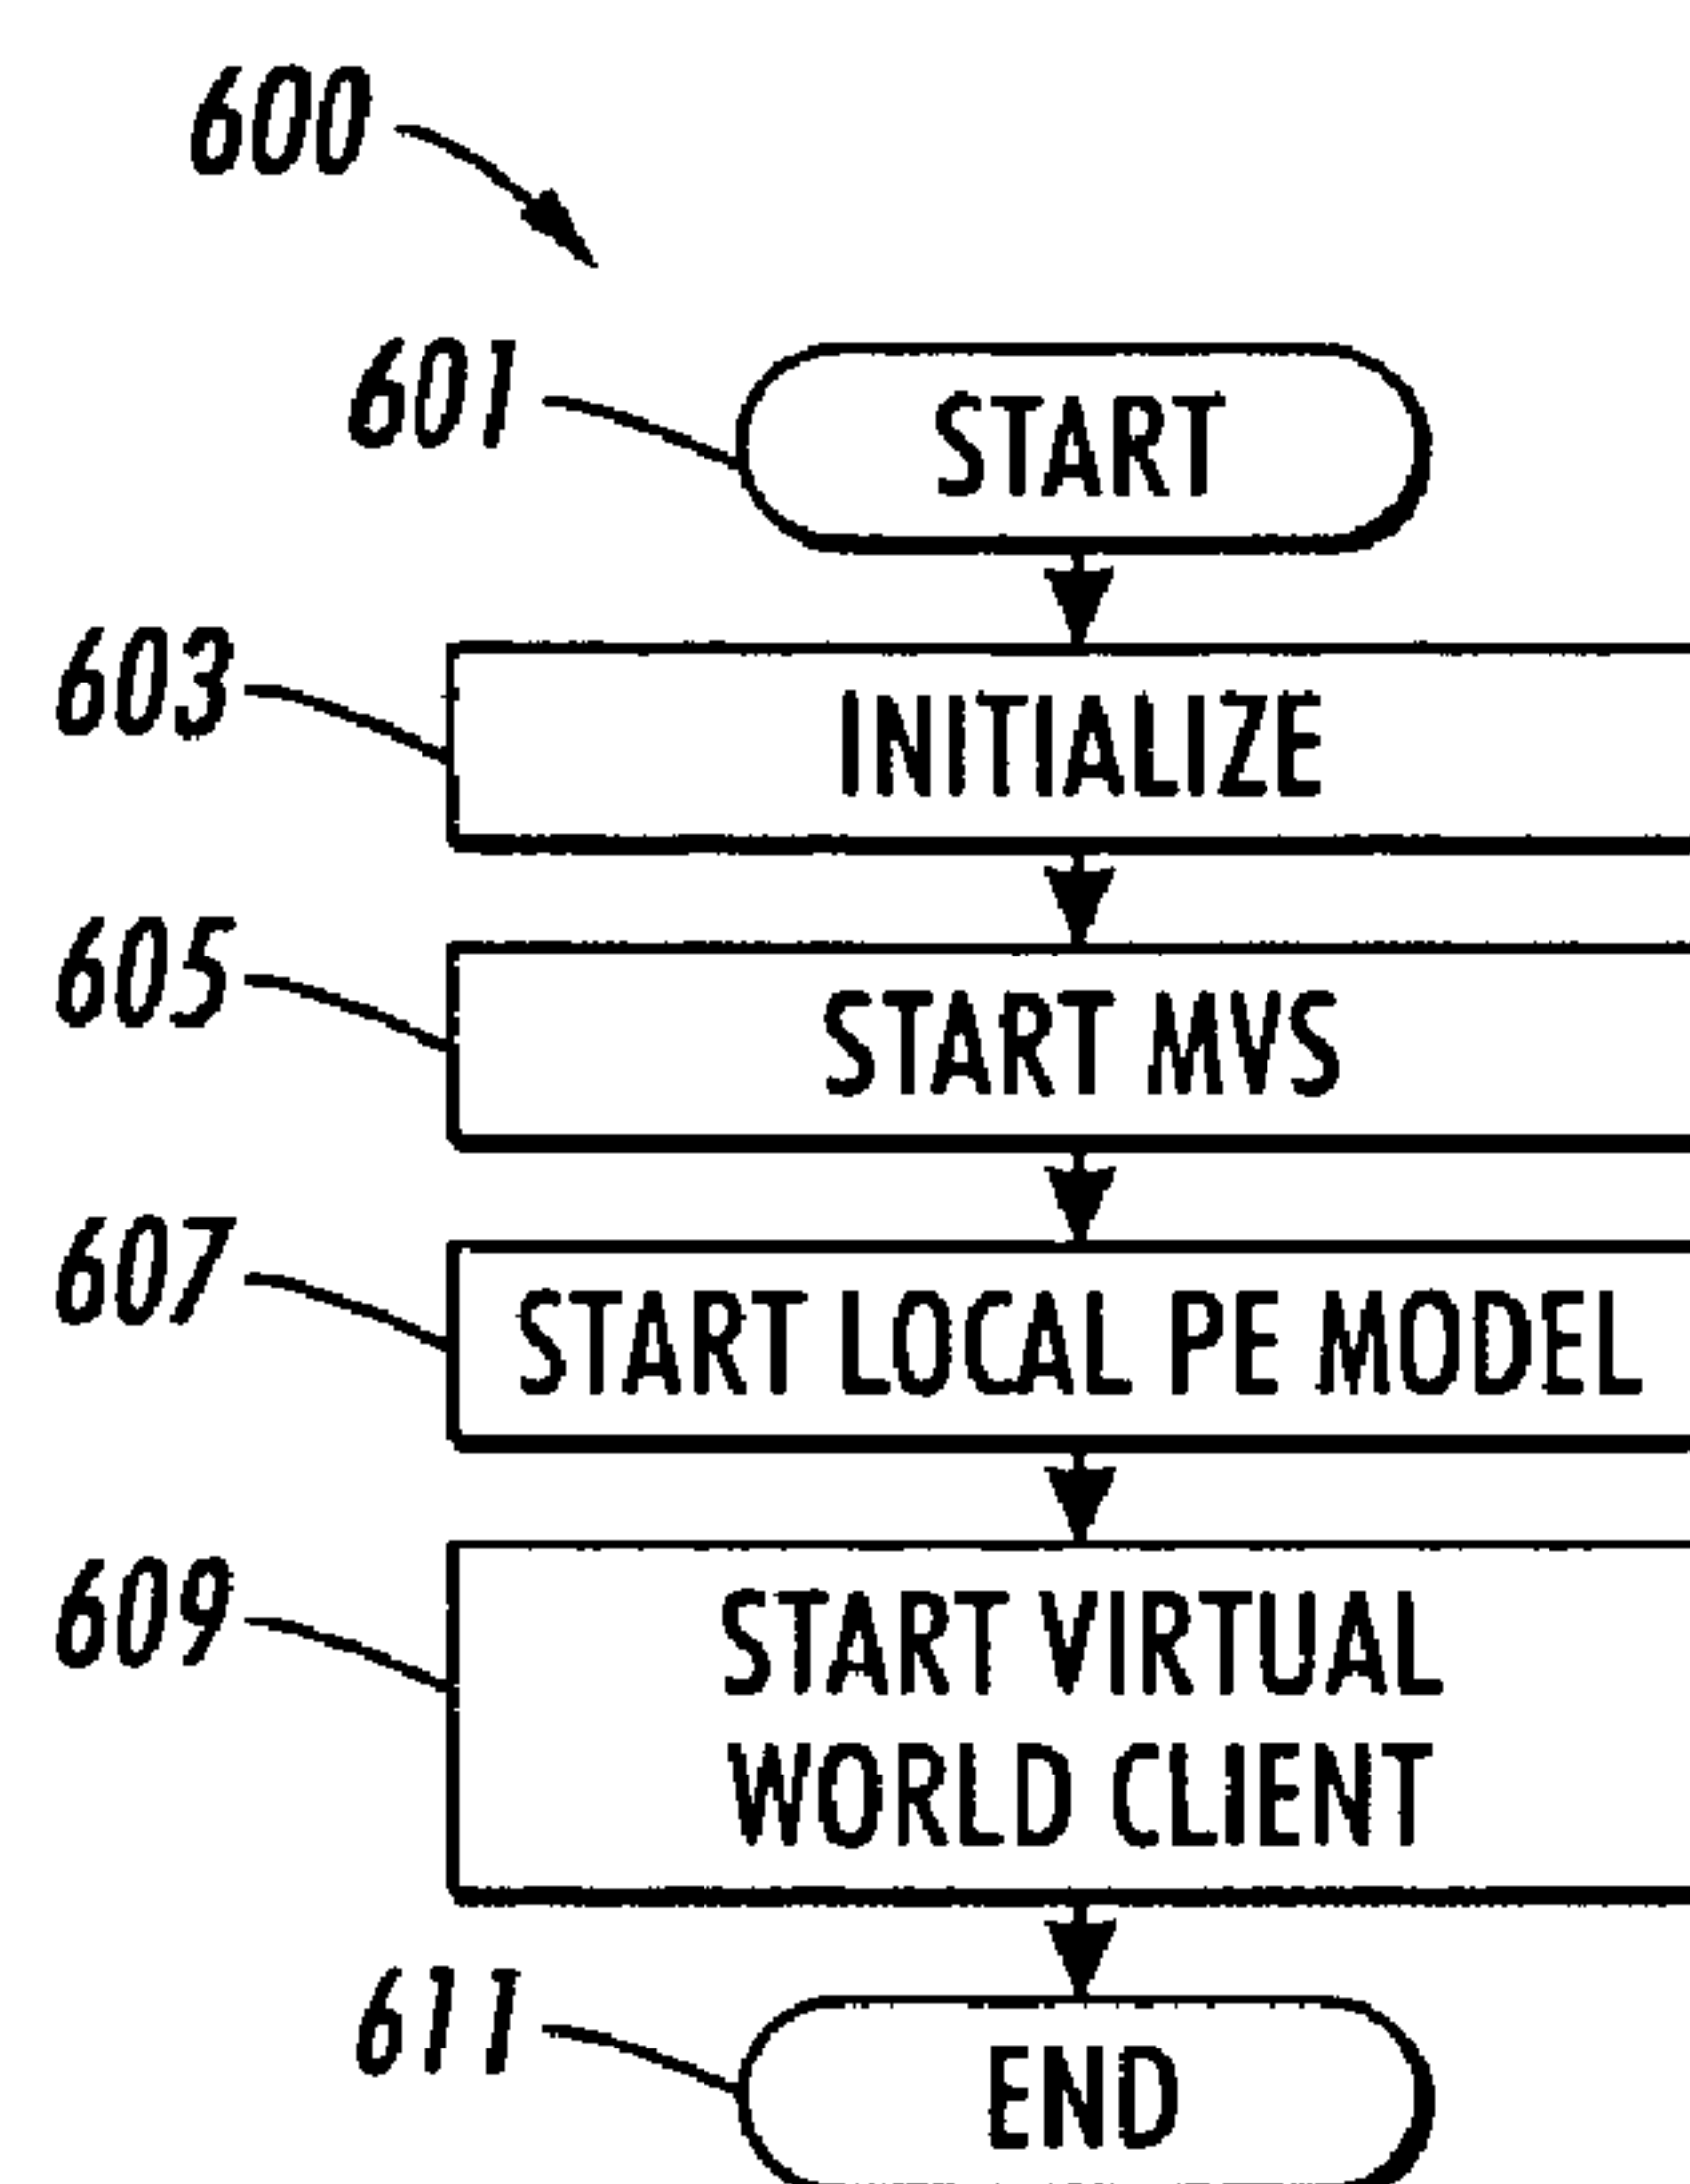 600
601
START
603
INITIALIZE
605
START MVS
607
START LOCAL PE MODEL
609
START VIRTUAL
WORLD CLIENT
611
END